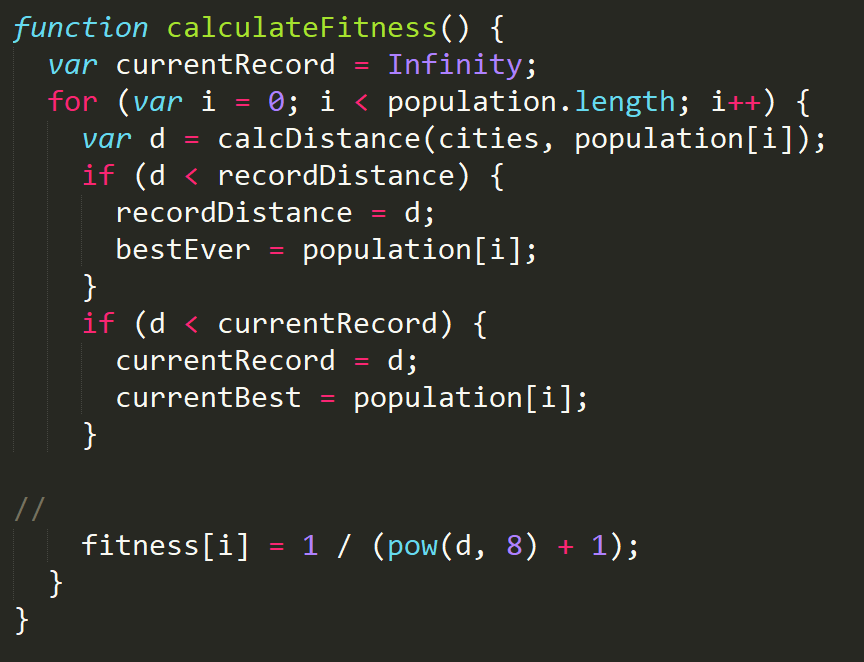 function calculateFitness() {
  var currentRecord = Infinity;
  for (var i = 0; i < population.length; i++) {
    var d = calcDistance(cities, population[i]);
    if (d < recordDistance) {
      recordDistance = d;
      bestEver = population[i];
    }
    if (d < currentRecord) {
      currentRecord = d;
      currentBest = population[i];
    }

//
    fitness[i] = 1 / (pow(d, 8) + 1);
  }
}